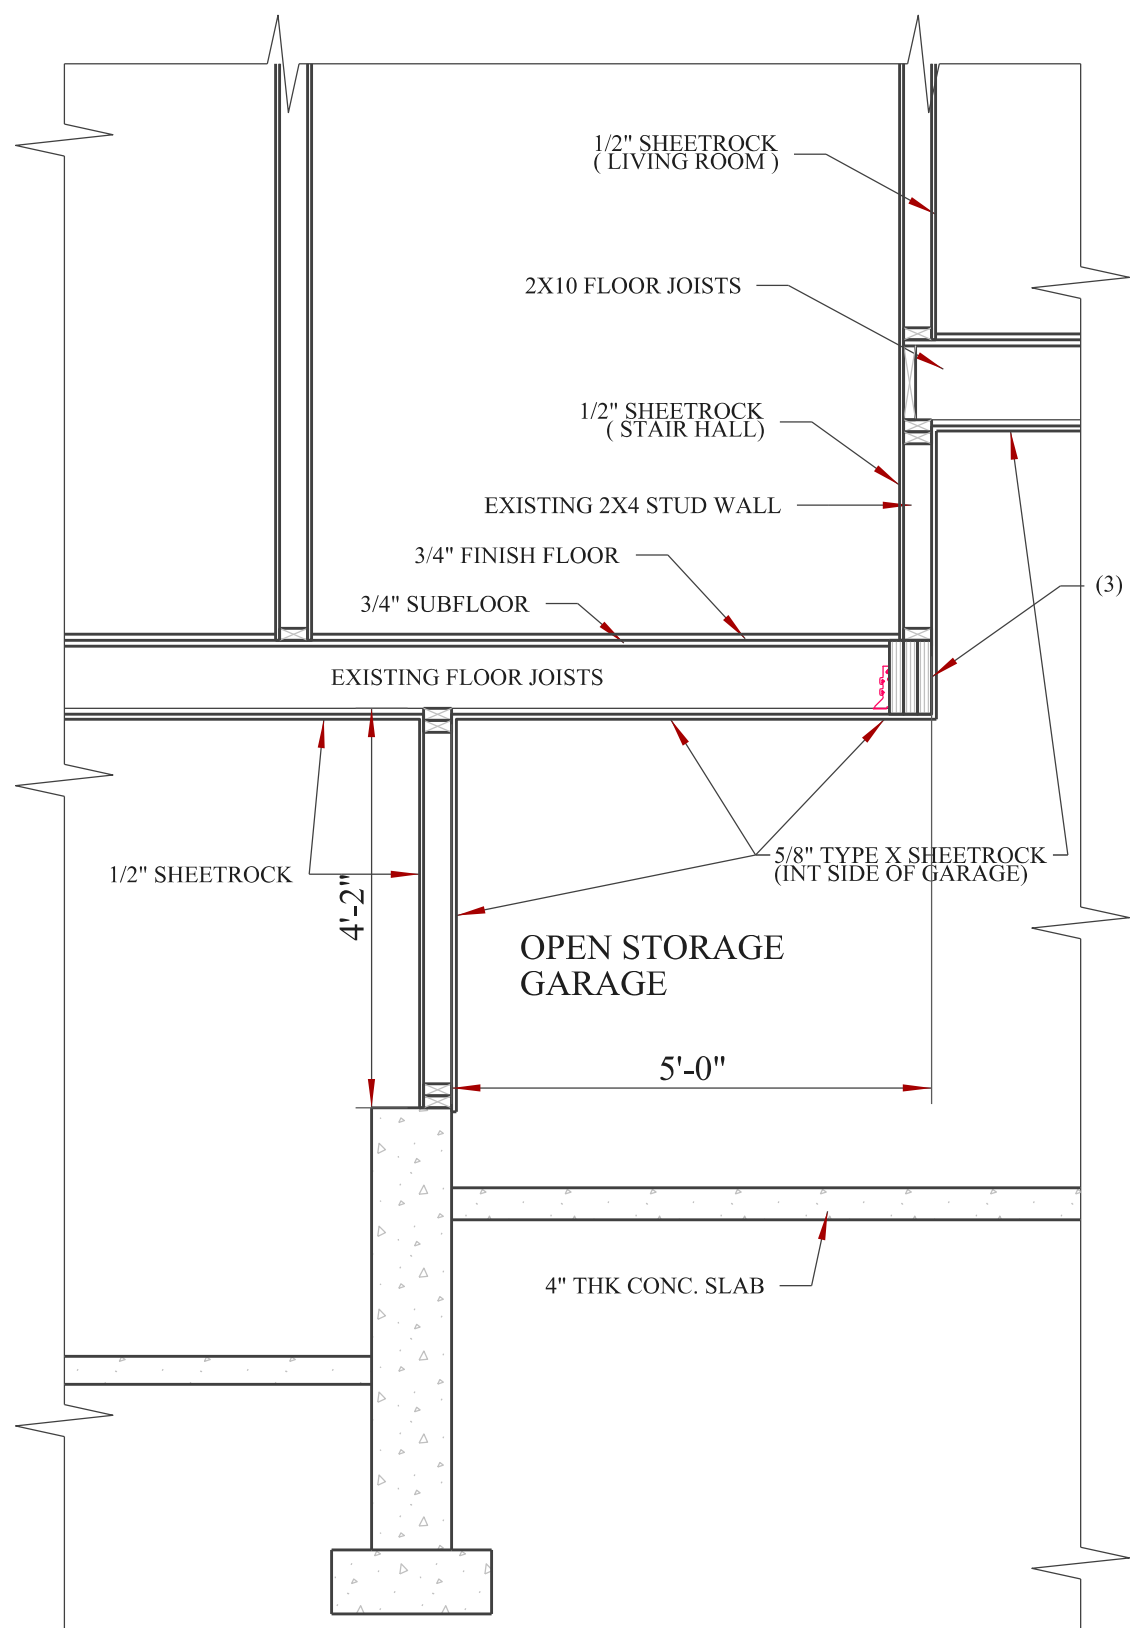 1/2" SHEETROCK
( LIVING ROOM )
2X10 FLOOR JOISTS
1/2" SHEETROCK
( STAIR HALL)
EXISTING 2X4 STUD WALL
3/4" FINISH FLOOR
(3)
3/4" SUBFLOOR
EXISTING FLOOR JOISTS
5/8" TYPE X SHEETROCK
(INT SIDE OF GARAGE)
1/2" SHEETROCK
4'-2"
OPEN STORAGE
GARAGE
5'-0"
4" THK CONC. SLAB